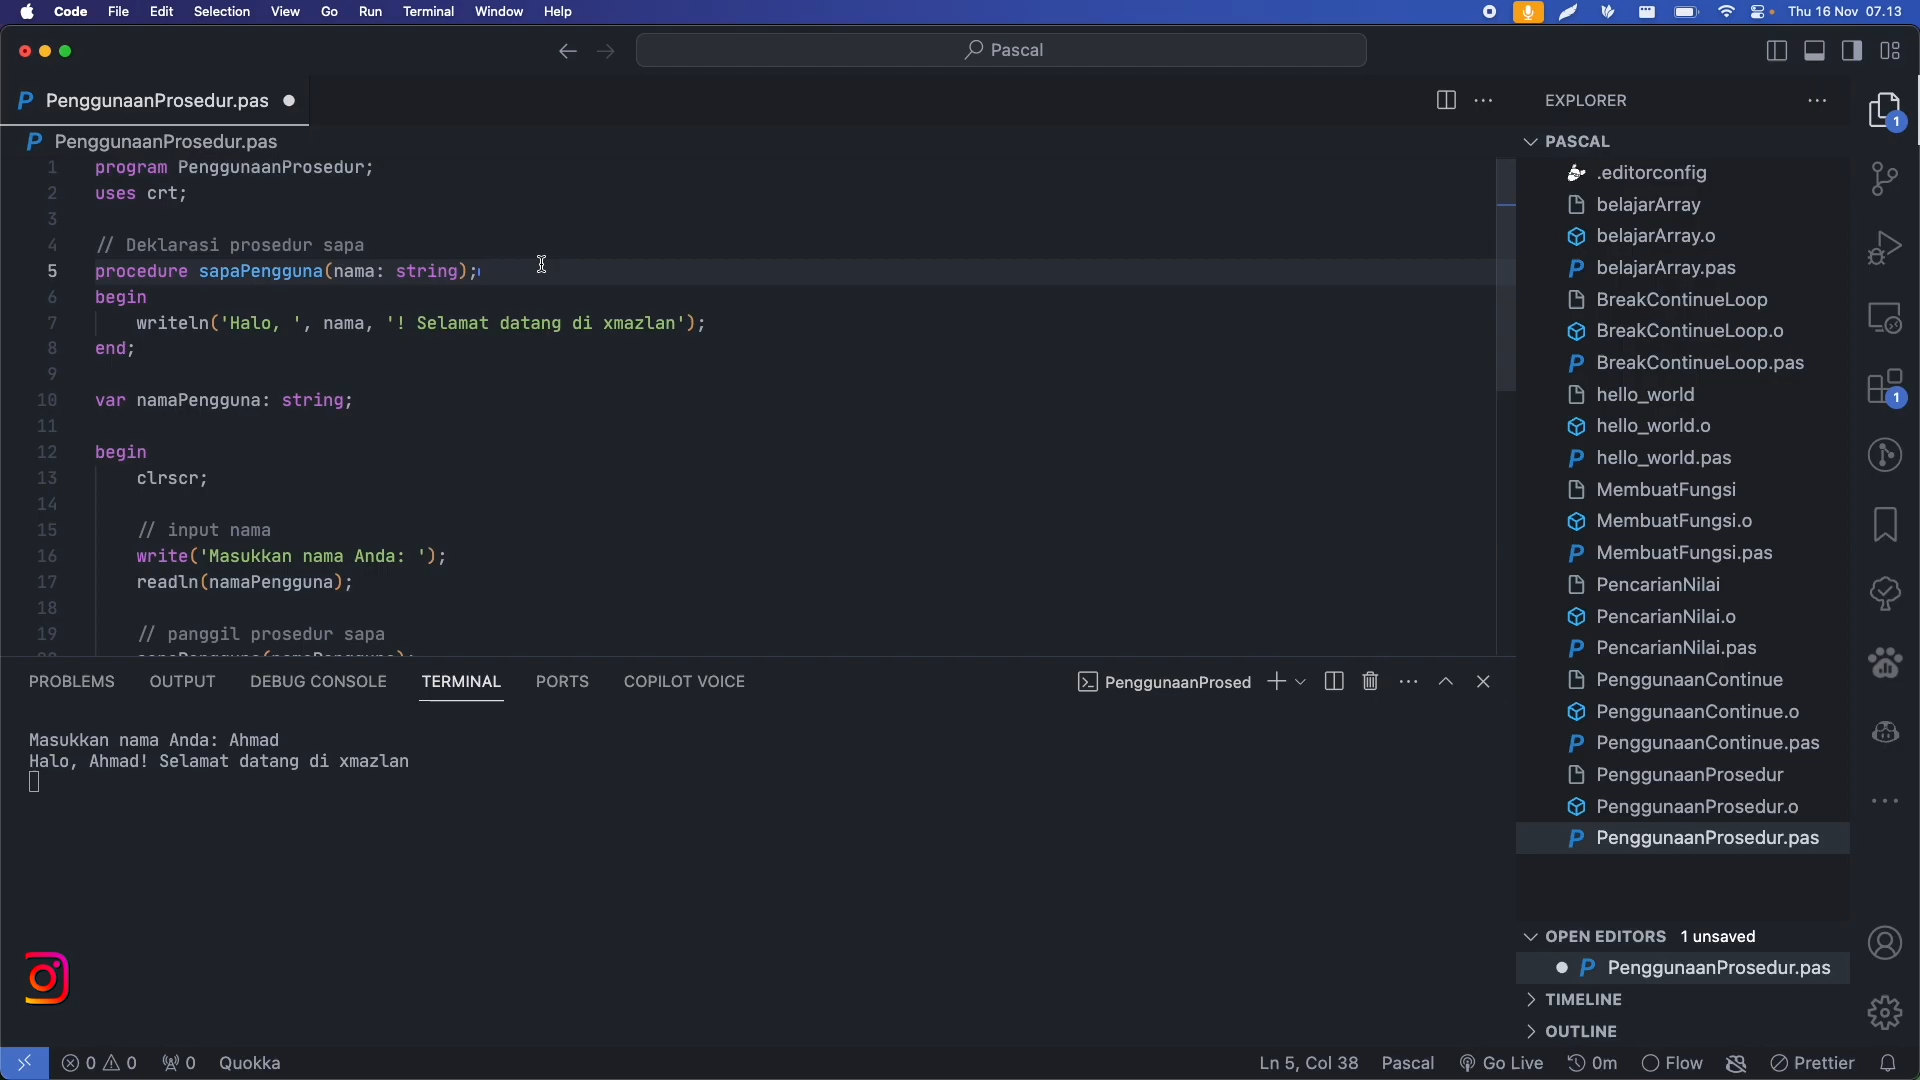 Code File Edit Selection View Go Run Terminal Window Help Thu 16 Nov 07.13
Pascal
PenggunaanProsedur.pas
EXPLORER
PenggunaanProsedur.pas
PASCAL
1 program PenggunaanProsedur;
2 uses crt;
3
4 // Deklarasi prosedur sapa
5 procedure sapaPengguna(nama: string);
6 begin
7 writeln('Halo, ', nama, '! Selamat datang di xmazlan');
8 end;
9
10 var namaPengguna: string;
11
12 begin
13 clrscr;
14
15 // input nama
16 write('Masukkan nama Anda: ');
17 readln(namaPengguna);
18
19 // panggil prosedur sapa
.editorconfig
belajarArray
belajarArray.o
belajarArray.pas
BreakContinueLoop
BreakContinueLoop.o
BreakContinueLoop.pas
hello_world
hello_world.o
hello_world.pas
MembuatFungsi
MembuatFungsi.o
MembuatFungsi.pas
PencarianNilai
PencarianNilai.o
PencarianNilai.pas
PenggunaanContinue
PenggunaanContinue.o
PenggunaanContinue.pas
PenggunaanProsedur
PenggunaanProsedur.o
PenggunaanProsedur.pas
1
1
PROBLEMS OUTPUT DEBUG CONSOLE TERMINAL PORTS COPILOT VOICE PenggunaanProsed
Masukkan nama Anda: Ahmad
Halo, Ahmad! Selamat datang di xmazlan
OPEN EDITORS 1 unsaved
PenggunaanProsedur.pas
TIMELINE
OUTLINE
0 0 0 Quokka Ln 5, Col 38 Pascal Go Live 0m Flow Prettier